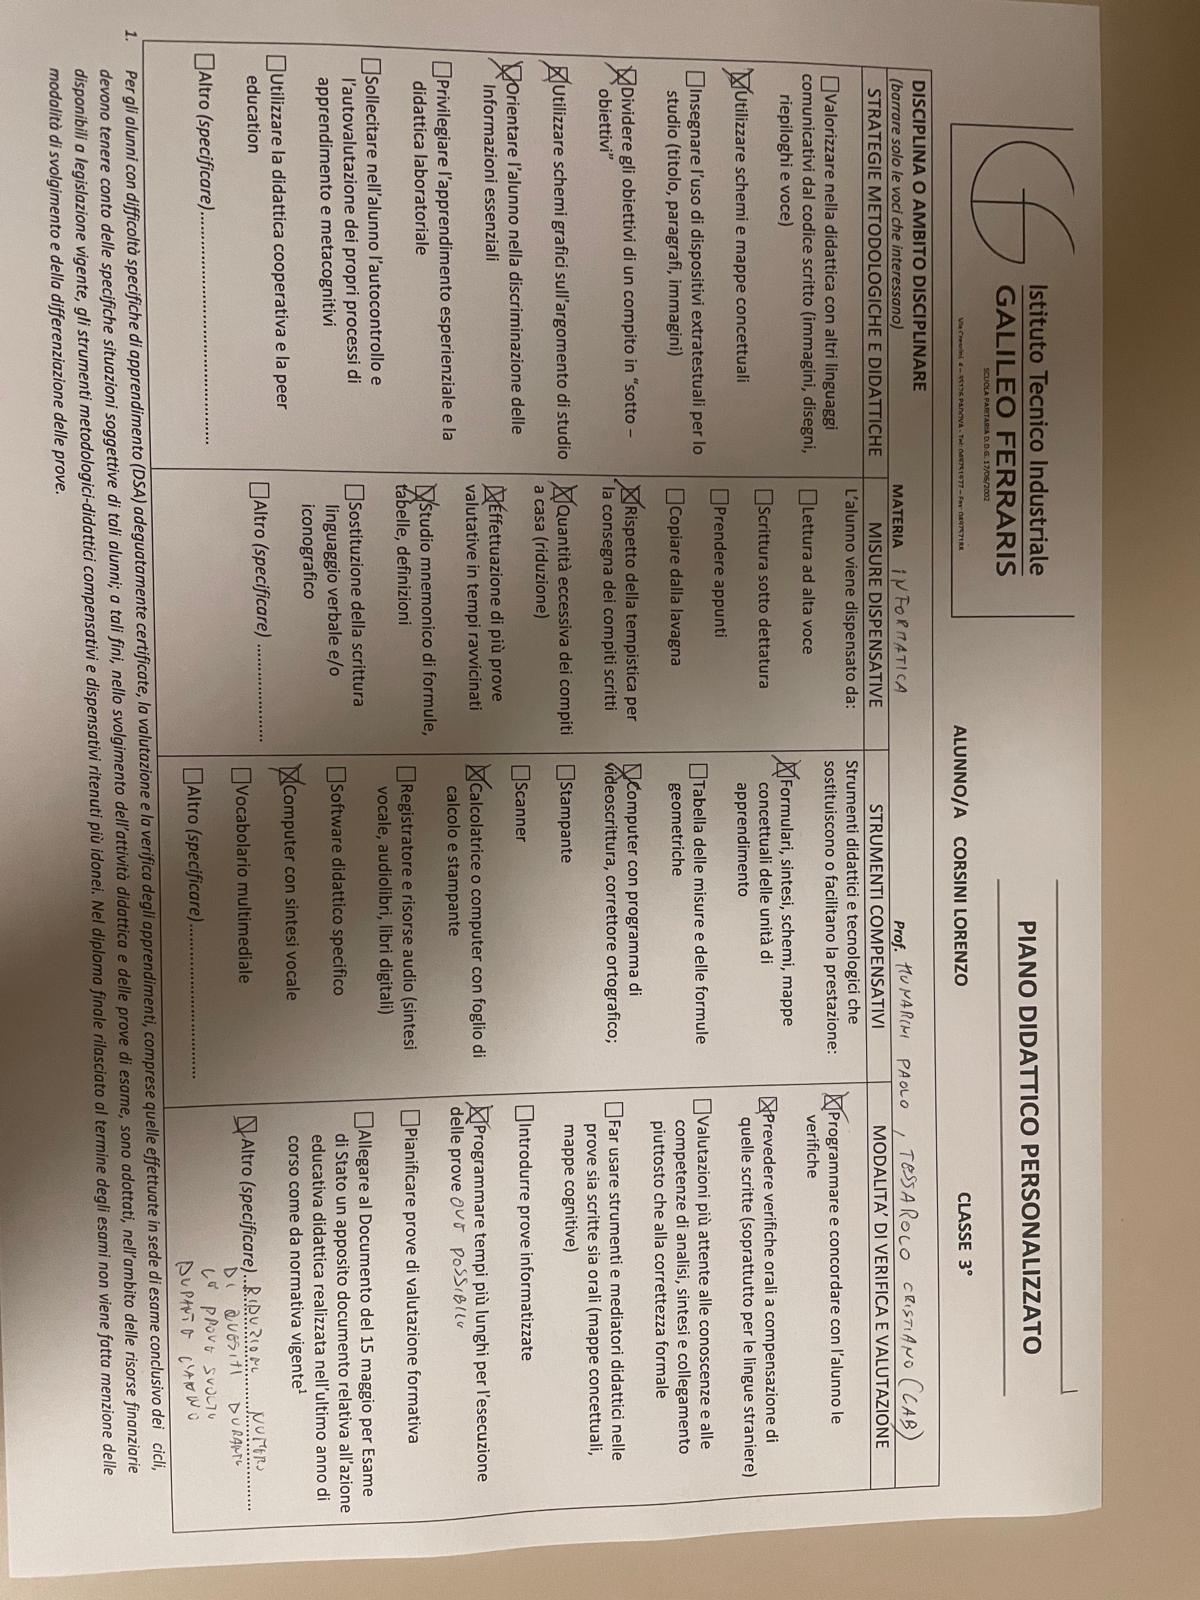 Istituto Tecnico Industriale
GALILEO FERRARIS
SCUOLA PARITARIA D.D.G. 17/06/2002
Via Crescini, 4 – 35126 PADOVA - Tel: 049751977 – Fax: 049757188
PIANO DIDATTICO PERSONALIZZATO
ALUNNO/A CORSINI LORENZO CLASSE 3°
DISCIPLINA O AMBITO DISCIPLINARE
(barrare solo le voci che interessano) MATERIA INFORMATICA Prof. MUNARINI PAOLO , TESSAROLO CRISTIANO (LAB)
STRATEGIE METODOLOGICHE E DIDATTICHE
Valorizzare nella didattica con altri linguaggi
comunicativi dal codice scritto (immagini, disegni,
riepiloghi e voce)
Utilizzare schemi e mappe concettuali
Insegnare l'uso di dispositivi extratestuali per lo
studio (titolo, paragrafi, immagini)
Dividere gli obiettivi di un compito in "sotto –
obiettivi"
Utilizzare schemi grafici sull'argomento di studio
Orientare l'alunno nella discriminazione delle
Informazioni essenziali
Privilegiare l'apprendimento esperienziale e la
didattica laboratoriale
Sollecitare nell'alunno l'autocontrollo e
l'autovalutazione dei propri processi di
apprendimento e metacognitivi
Utilizzare la didattica cooperativa e la peer
education
Altro (specificare)................................................
MISURE DISPENSATIVE
L'alunno viene dispensato da:
Lettura ad alta voce
Scrittura sotto dettatura
Prendere appunti
Copiare dalla lavagna
Rispetto della tempistica per
la consegna dei compiti scritti
Quantità eccessiva dei compiti
a casa (riduzione)
Effettuazione di più prove
valutative in tempi ravvicinati
Studio mnemonico di formule,
tabelle, definizioni
Sostituzione della scrittura
linguaggio verbale e/o
iconografico
Altro (specificare) ....................
STRUMENTI COMPENSATIVI
Strumenti didattici e tecnologici che
sostituiscono o facilitano la prestazione:
Formulari, sintesi, schemi, mappe
concettuali delle unità di
apprendimento
Tabella delle misure e delle formule
geometriche
Computer con programma di
videoscrittura, correttore ortografico;
Stampante
Scanner
Calcolatrice o computer con foglio di
calcolo e stampante
Registratore e risorse audio (sintesi
vocale, audiolibri, libri digitali)
Software didattico specifico
Computer con sintesi vocale
Vocabolario multimediale
Altro (specificare)................................
MODALITA' DI VERIFICA E VALUTAZIONE
Programmare e concordare con l'alunno le
verifiche
Prevedere verifiche orali a compensazione di
quelle scritte (soprattutto per le lingue straniere)
Valutazioni più attente alle conoscenze e alle
competenze di analisi, sintesi e collegamento
piuttosto che alla correttezza formale
Far usare strumenti e mediatori didattici nelle
prove sia scritte sia orali (mappe concettuali,
mappe cognitive)
Introdurre prove informatizzate
Programmare tempi più lunghi per l'esecuzione
delle prove OVE POSSIBILE
Pianificare prove di valutazione formativa
Allegare al Documento del 15 maggio per Esame
di Stato un apposito documento relativa all'azione
educativa didattica realizzata nell'ultimo anno di
corso come da normativa vigente¹
Altro (specificare)..RIDUZIONE NUMERO
DI QUESITI DURANTE
LE PROVE SVOLTE
DURANTE L'ANNO
1. Per gli alunni con difficoltà specifiche di apprendimento (DSA) adeguatamente certificate, la valutazione e la verifica degli apprendimenti, comprese quelle effettuate in sede di esame conclusivo dei cicli,
devono tenere conto delle specifiche situazioni soggettive di tali alunni; a tali fini, nello svolgimento dell'attività didattica e delle prove di esame, sono adottati, nell'ambito delle risorse finanziarie
disponibili a legislazione vigente, gli strumenti metodologici-didattici compensativi e dispensativi ritenuti più idonei. Nel diploma finale rilasciato al termine degli esami non viene fatta menzione delle
modalità di svolgimento e della differenziazione delle prove.